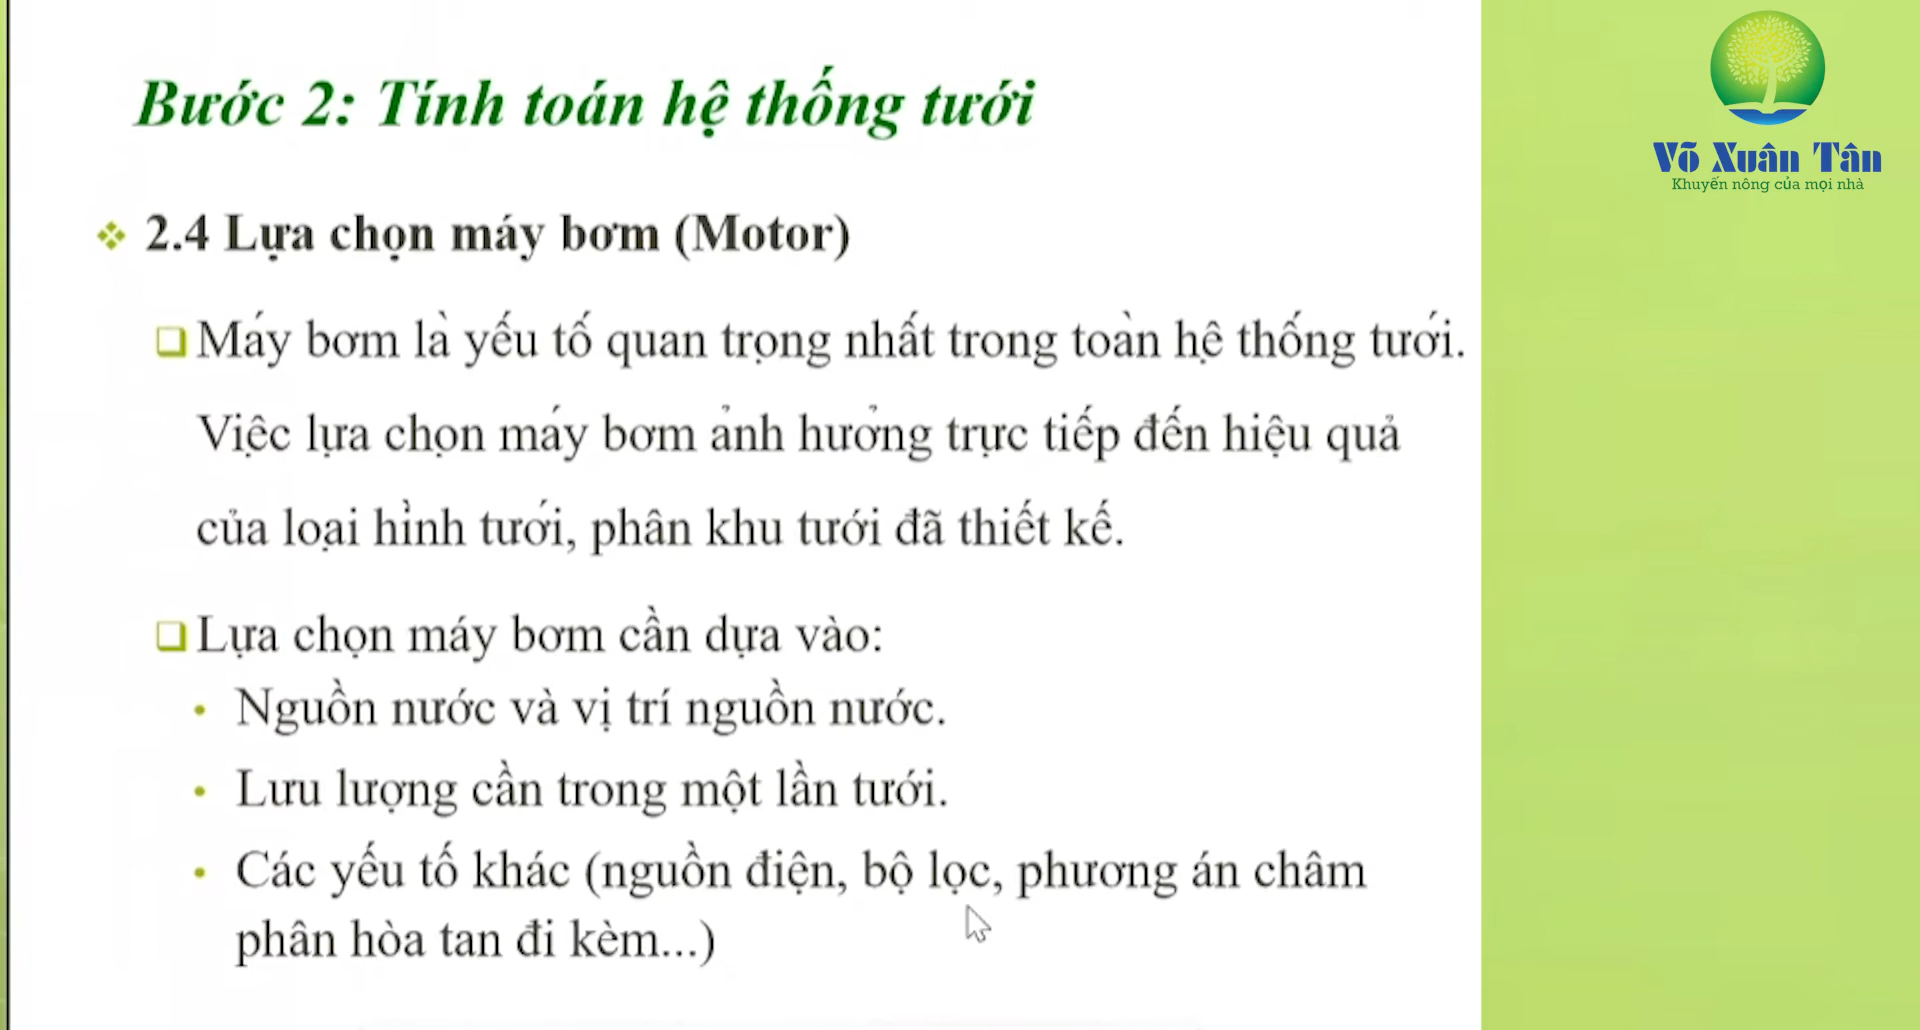 Bước 2: Tính toán hệ thống tưới
Võ Xuân Tân
Khuyến nông của mọi nhà
2.4 Lựa chọn máy bơm (Motor)
Máy bơm là yếu tố quan trọng nhất trong toàn hệ thống tưới.
Việc lựa chọn máy bơm ảnh hưởng trực tiếp đến hiệu quả
của loại hình tưới, phân khu tưới đã thiết kế.
Lựa chọn máy bơm cần dựa vào:
• Nguồn nước và vị trí nguồn nước.
• Lưu lượng cần trong một lần tưới.
• Các yếu tố khác (nguồn điện, bộ lọc, phương án châm
phân hòa tan đi kèm...)